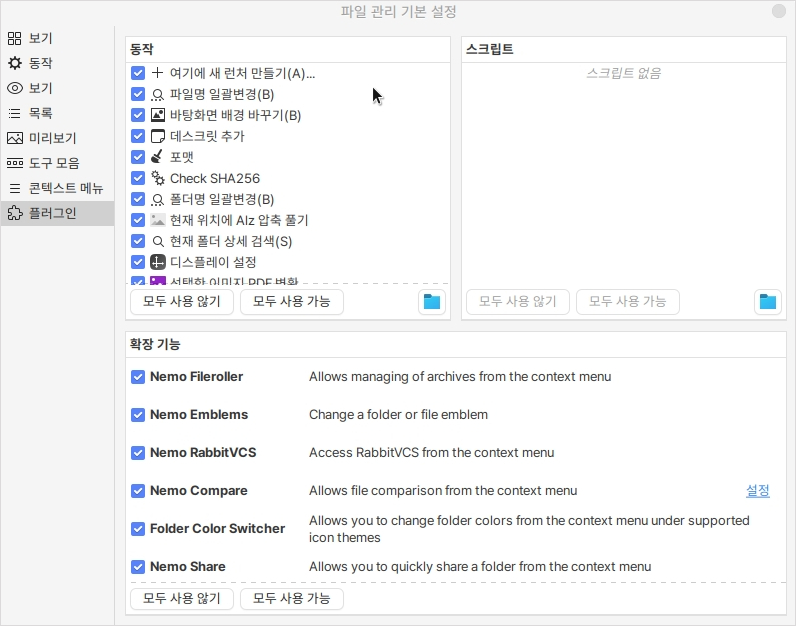 파일 관리 기본 설정
보기
동작
보기
목록
미리보기
도구 모음
콘텍스트 메뉴
플러그인
동작
여기에 새 런처 만들기(A)...
파일명 일괄변경(B)
바탕화면 배경 바꾸기(B)
데스크릿 추가
포맷
Check SHA256
폴더명 일괄변경(B)
현재 위치에 Alz 압축 풀기
현재 폴더 상세 검색(S)
디스플레이 설정
선택한 이미지 PDF 변환
모두 사용 않기 모두 사용 가능
스크립트
스크립트 없음
모두 사용 않기 모두 사용 가능
확장 기능
Nemo Fileroller Allows managing of archives from the context menu
Nemo Emblems Change a folder or file emblem
Nemo RabbitVCS Access RabbitVCS from the context menu
Nemo Compare Allows file comparison from the context menu 설정
Folder Color Switcher Allows you to change folder colors from the context menu under supported
icon themes
Nemo Share Allows you to quickly share a folder from the context menu
모두 사용 않기 모두 사용 가능